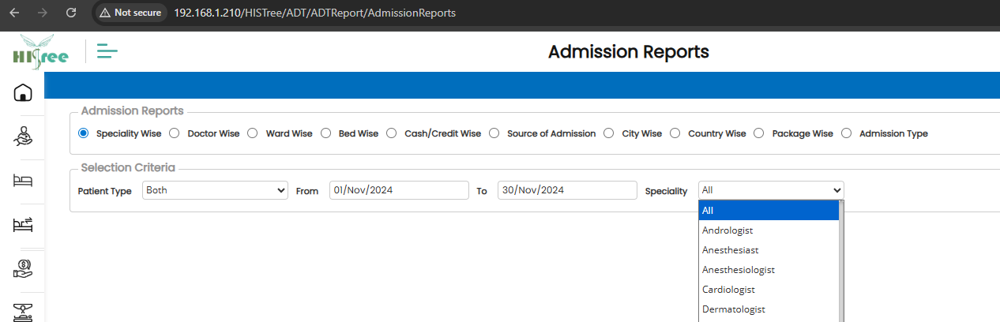 Not secure 192.168.1.210/HISTree/ADT/ADTReport/AdmissionReports
HISTree
Admission Reports
Admission Reports
Speciality Wise Doctor Wise Ward Wise Bed Wise Cash/Credit Wise Source of Admission City Wise Country Wise Package Wise Admission Type
Selection Criteria
Patient Type Both From 01/Nov/2024 To 30/Nov/2024 Speciality All
All
Andrologist
Anesthesiast
Anesthesiologist
Cardiologist
Dermatologist